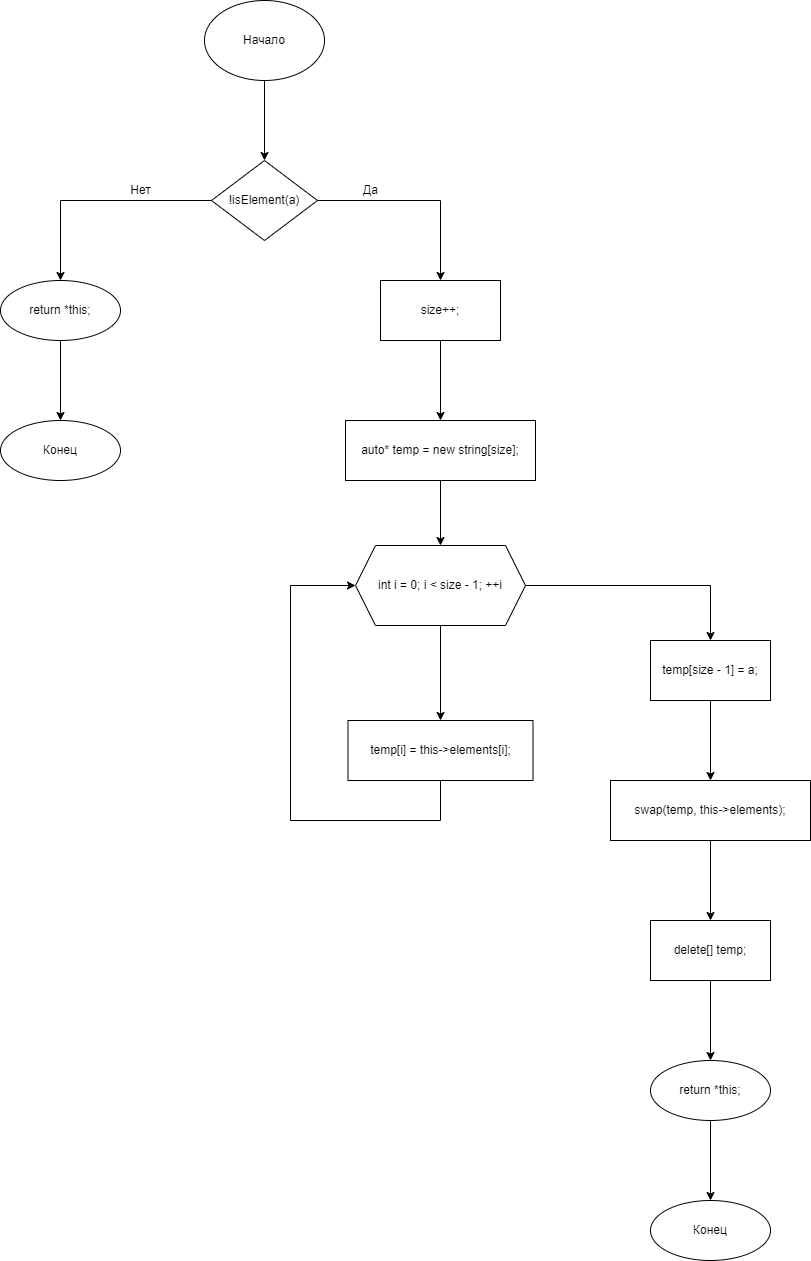 Начало
!isElement(a)
Нет
Да
return *this;
size++;
Конец
auto* temp = new string[size];
int i = 0; i < size - 1; ++i
temp[size - 1] = a;
temp[i] = this->elements[i];
swap(temp, this->elements);
delete[] temp;
return *this;
Конец